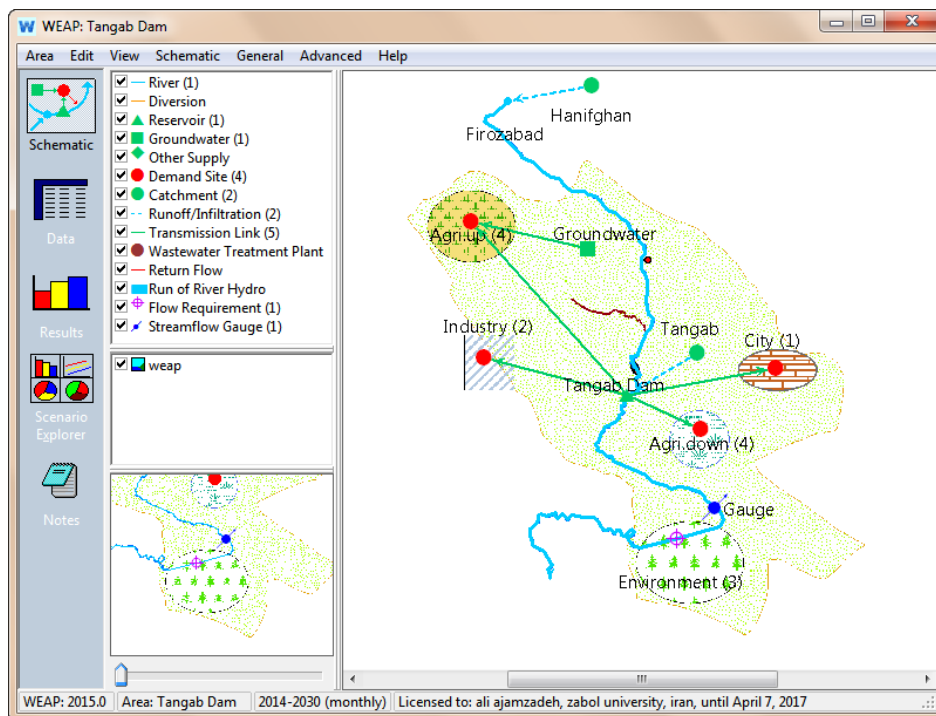 WEAP: Tangab Dam
Area Edit View Schematic General Advanced Help
Schematic
Data
Results
Scenario
Explorer
Notes
River (1)
Diversion
Reservoir (1)
Groundwater (1)
Other Supply
Demand Site (4)
Catchment (2)
Runoff/Infiltration (2)
Transmission Link (5)
Wastewater Treatment Plant
Return Flow
Run of River Hydro
Flow Requirement (1)
Streamflow Gauge (1)
weap
Hanifghan
Firozabad
Agri.up (4)
Groundwater
Industry (2)
Tangab
City (1)
Tangab Dam
Agri.down (4)
Gauge
Environment (3)
WEAP: 2015.0 Area: Tangab Dam 2014-2030 (monthly) Licensed to: ali ajamzadeh, zabol university, iran, until April 7, 2017